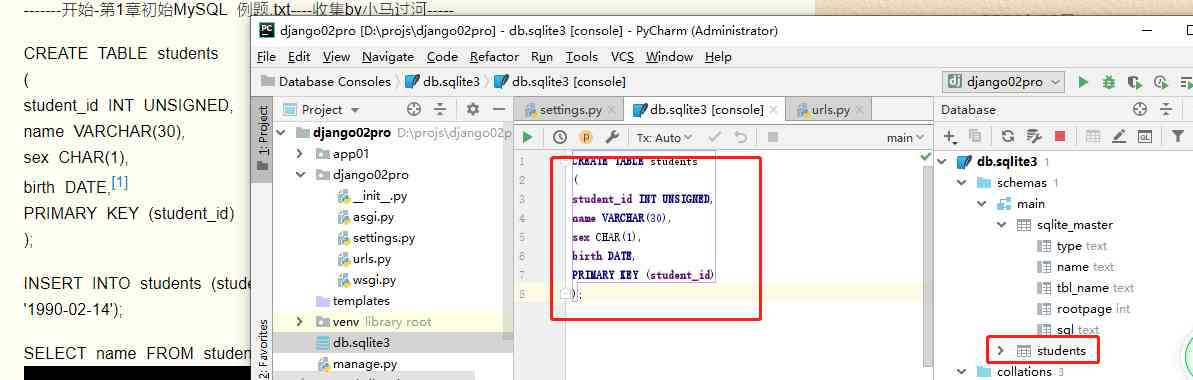 -------开始-第1章初始MySQL 例题.txt----收集by小马过河-----
CREATE TABLE students
(
student_id INT UNSIGNED,
name VARCHAR(30),
sex CHAR(1),
birth DATE,[1]
PRIMARY KEY (student_id)
);
INSERT INTO students (stude
'1990-02-14');
SELECT name FROM studen
django02pro [D:\projs\django02pro] - db.sqlite3 [console] - PyCharm (Administrator)
File Edit View Navigate Code Refactor Run Tools VCS Window Help
Database Consoles db.sqlite3 db.sqlite3 [console]
django02pro
1: Project
2: Favorites
Project
django02pro D:\projs\django02p
app01
django02pro
__init__.py
asgi.py
settings.py
urls.py
wsgi.py
templates
venv library root
db.sqlite3
manage.py
settings.py
db.sqlite3 [console]
urls.py
Tx: Auto
main
1 CREATE TABLE students
2 (
3 student_id INT UNSIGNED,
4 name VARCHAR(30),
5 sex CHAR(1),
6 birth DATE,
7 PRIMARY KEY (student_id)
8 );
Database
db.sqlite3 1
schemas 1
main
sqlite_master
type text
name text
tbl_name text
rootpage int
sql text
students
collations 3